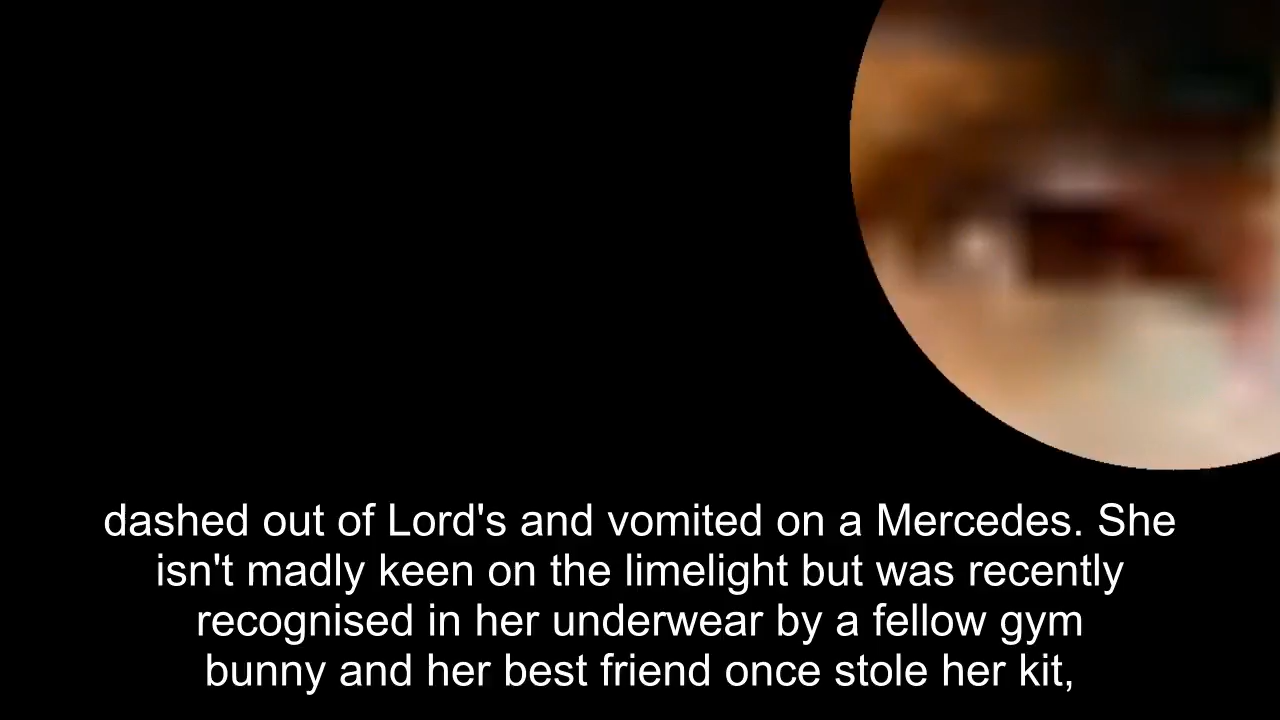 dashed out of Lord's and vomited on a Mercedes. She
isn't madly keen on the limelight but was recently
recognised in her underwear by a fellow gym
bunny and her best friend once stole her kit,